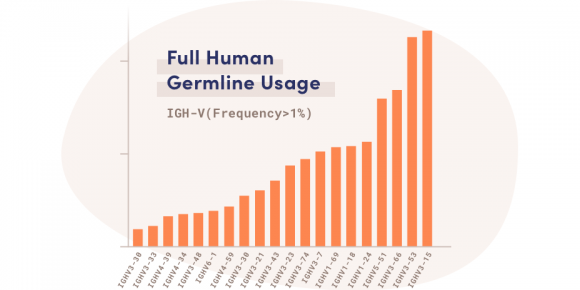 Full Human
Germline Usage
IGH-V(Frequency>1%)
IGHV3-30
IGHV3-33
IGHV4-39
IGHV4-34
IGHV3-48
IGHV6-1
IGHV4-59
IGHV3-30
IGHV3-21
IGHV3-43
IGHV3-23
IGHV3-74
IGHV3-7
IGHV1-69
IGHV1-18
IGHV1-24
IGHV5-51
IGHV3-66
IGHV3-53
IGHV3-15